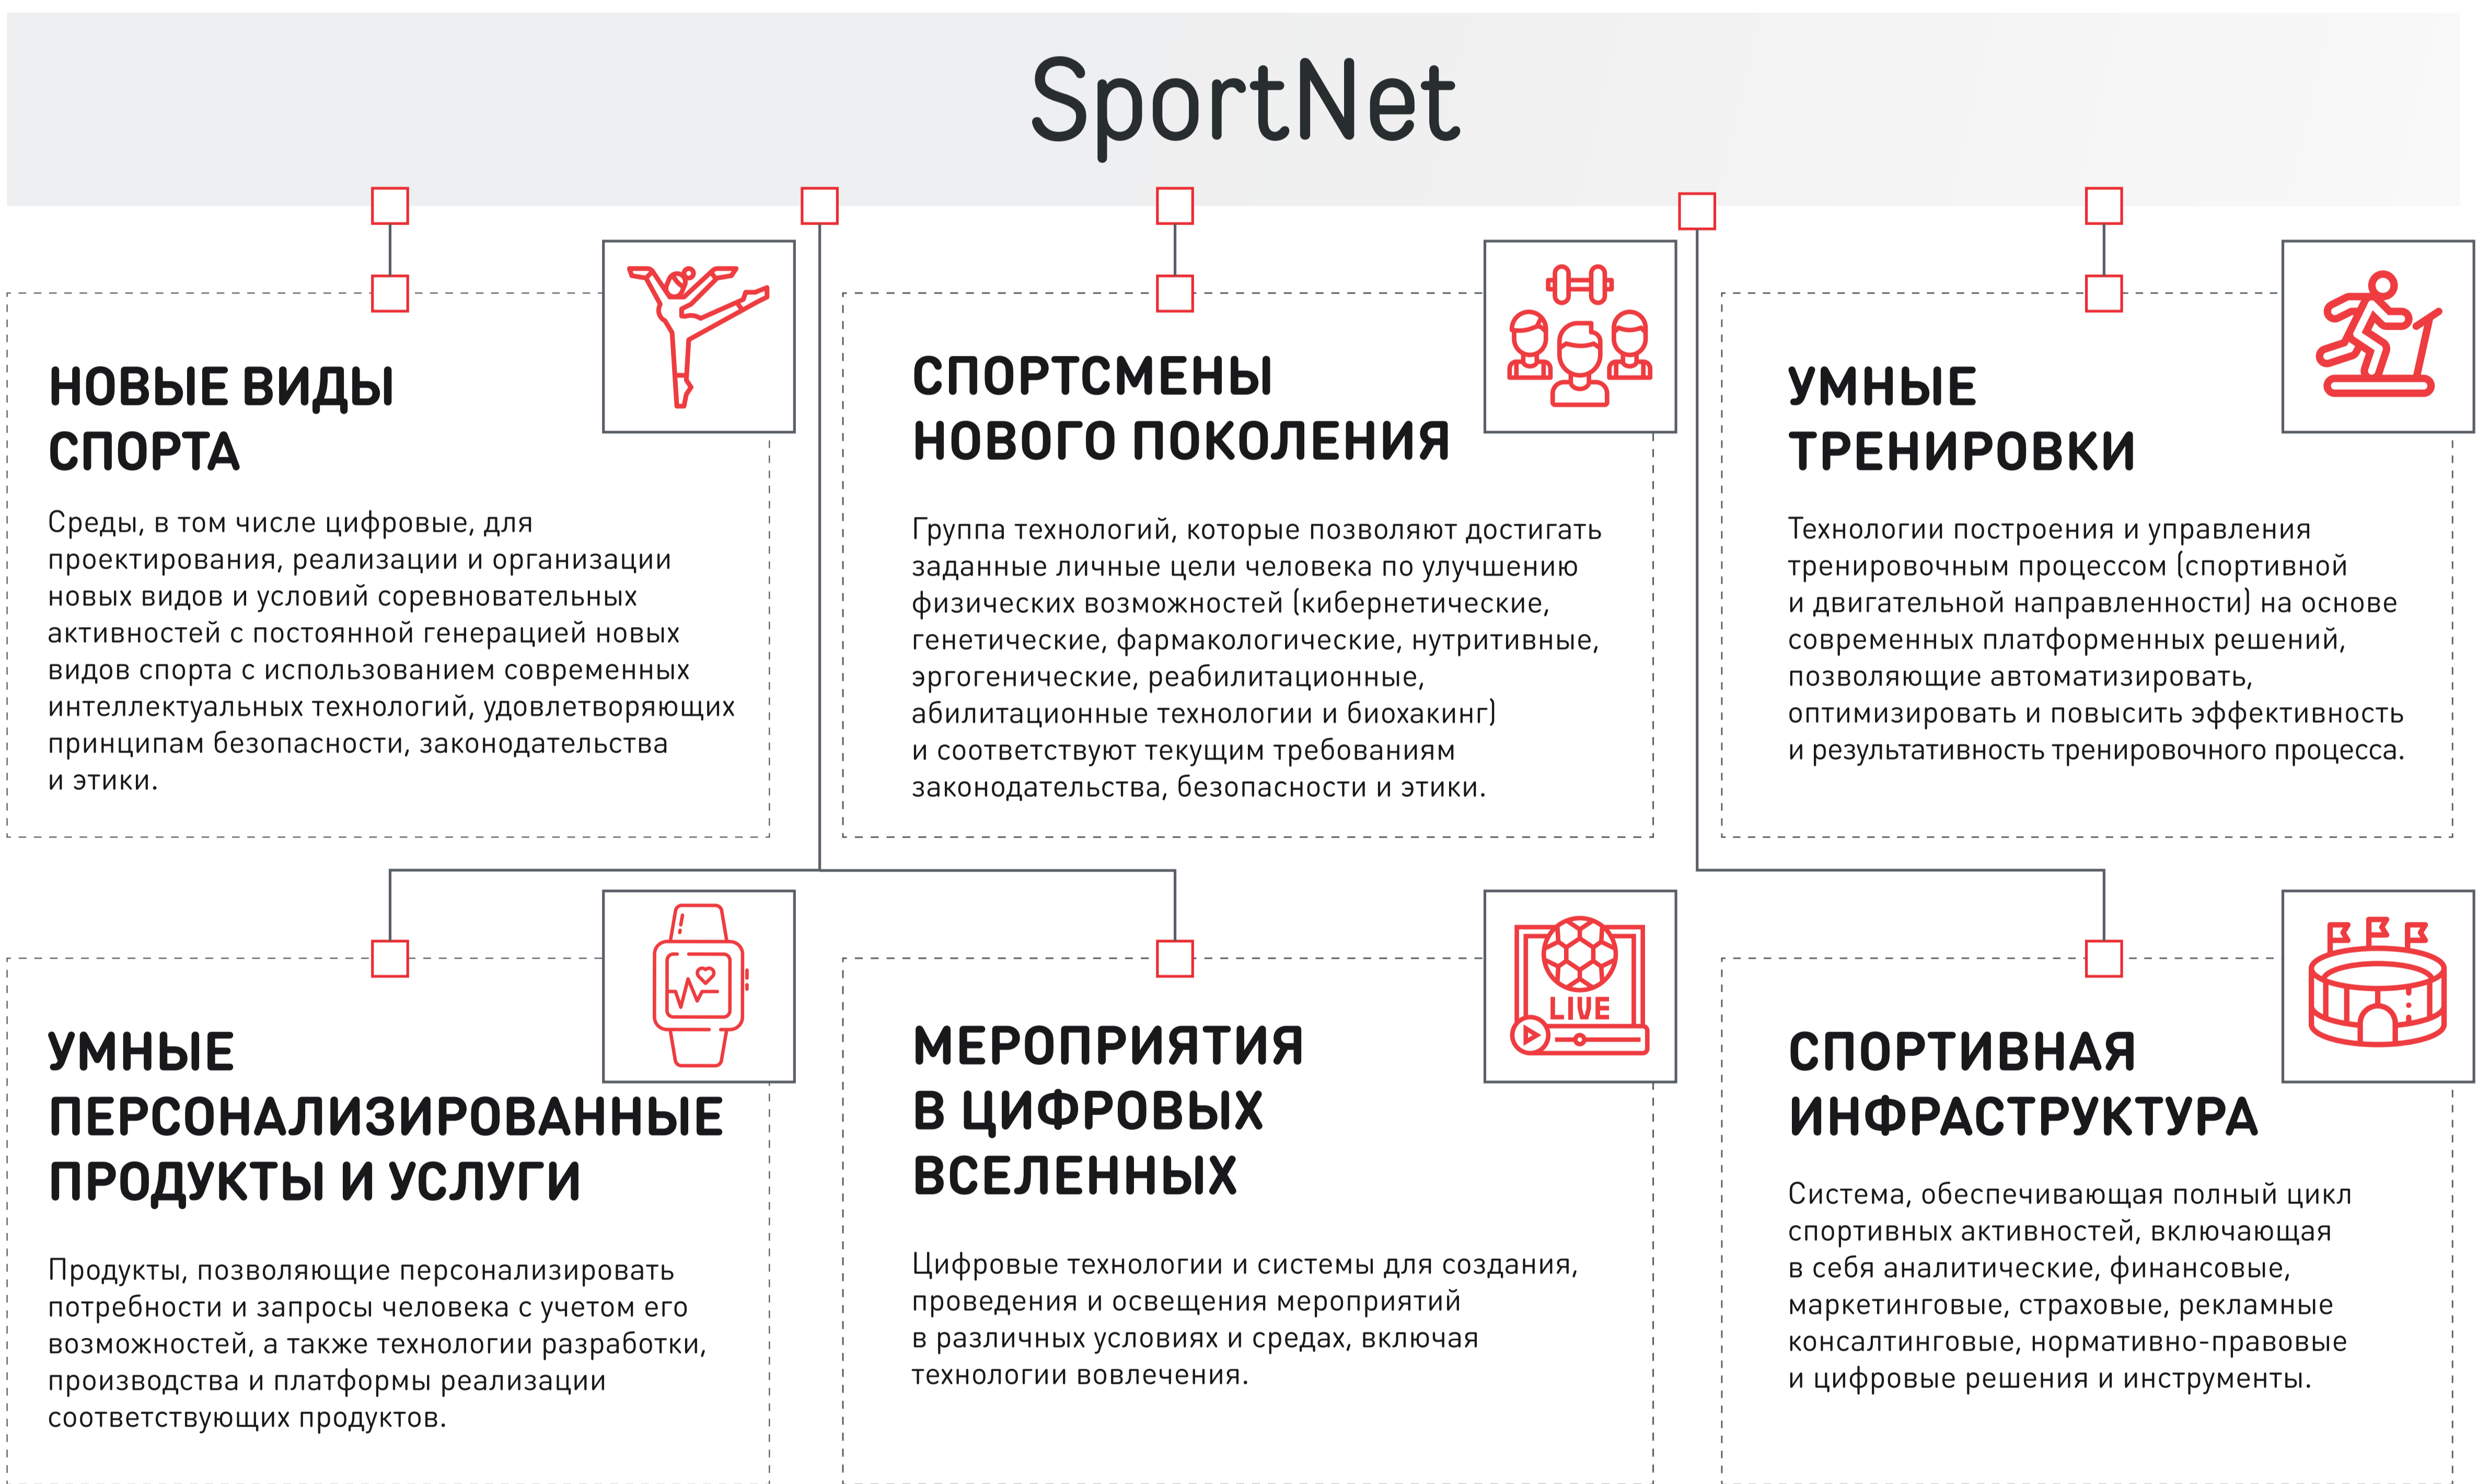 SportNet
НОВЫЕ ВИДЫ
СПОРТА
Среды, в том числе цифровые, для
проектирования, реализации и организации
новых видов и условий соревновательных
активностей с постоянной генерацией новых
видов спорта с использованием современных
интеллектуальных технологий, удовлетворяющих
принципам безопасности, законодательства
и этики.
СПОРТСМЕНЫ
НОВОГО ПОКОЛЕНИЯ
Группа технологий, которые позволяют достигать
заданные личные цели человека по улучшению
физических возможностей (кибернетические,
генетические, фармакологические, нутритивные,
эргогенические, реабилитационные,
абилитационные технологии и биохакинг)
и соответствуют текущим требованиям
законодательства, безопасности и этики.
УМНЫЕ
ТРЕНИРОВКИ
Технологии построения и управления
тренировочным процессом (спортивной
и двигательной направленности) на основе
современных платформенных решений,
позволяющие автоматизировать,
оптимизировать и повысить эффективность
и результативность тренировочного процесса.
УМНЫЕ
ПЕРСОНАЛИЗИРОВАННЫЕ
ПРОДУКТЫ И УСЛУГИ
Продукты, позволяющие персонализировать
потребности и запросы человека с учетом его
возможностей, а также технологии разработки,
производства и платформы реализации
соответствующих продуктов.
LIVE
МЕРОПРИЯТИЯ
В ЦИФРОВЫХ
ВСЕЛЕННЫХ
Цифровые технологии и системы для создания,
проведения и освещения мероприятий
в различных условиях и средах, включая
технологии вовлечения.
СПОРТИВНАЯ
ИНФРАСТРУКТУРА
Система, обеспечивающая полный цикл
спортивных активностей, включающая
в себя аналитические, финансовые,
маркетинговые, страховые, рекламные
консалтинговые, нормативно-правовые
и цифровые решения и инструменты.